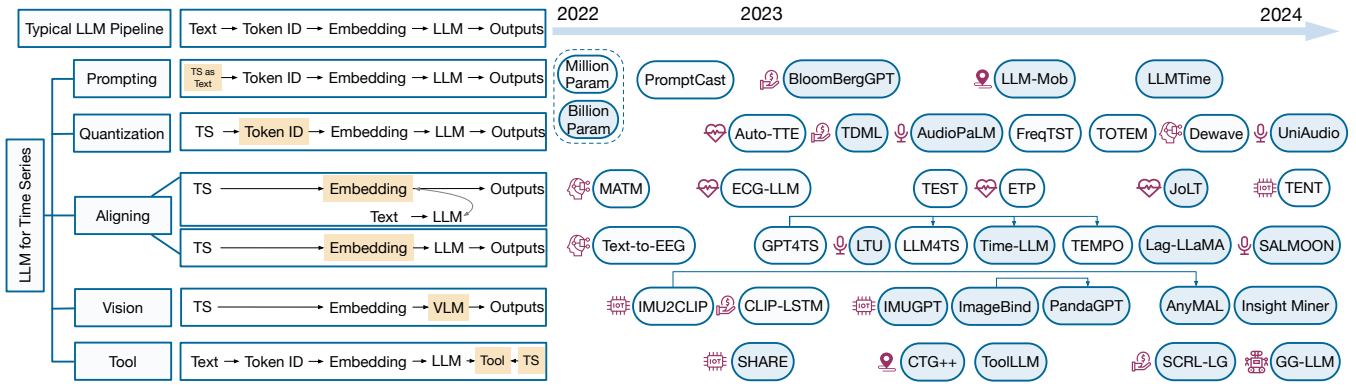 Typical LLM Pipeline
Text Token ID Embedding LLM Outputs
2022 2023 2024
LLM for Time Series
Prompting
TS as
Text
Token ID Embedding LLM Outputs
Million
Param
Billion
Param
PromptCast BloomBergGPT LLM-Mob LLMTime
Quantization
TS Token ID Embedding LLM Outputs
Auto-TTE TDML AudioPaLM FreqTST TOTEM Dewave UniAudio
Aligning
TS Embedding Outputs
Text LLM
MATM ECG-LLM TEST ETP JoLT IOT TENT
TS Embedding LLM Outputs
Text-to-EEG GPT4TS LTU LLM4TS Time-LLM TEMPO Lag-LLaMA SALMOON
Vision
TS Embedding VLM Outputs
IOT IMU2CLIP CLIP-LSTM IOT IMUGPT ImageBind PandaGPT AnyMAL Insight Miner
Tool
Text Token ID Embedding LLM Tool TS
IOT SHARE CTG++ ToolLLM SCRL-LG GG-LLM